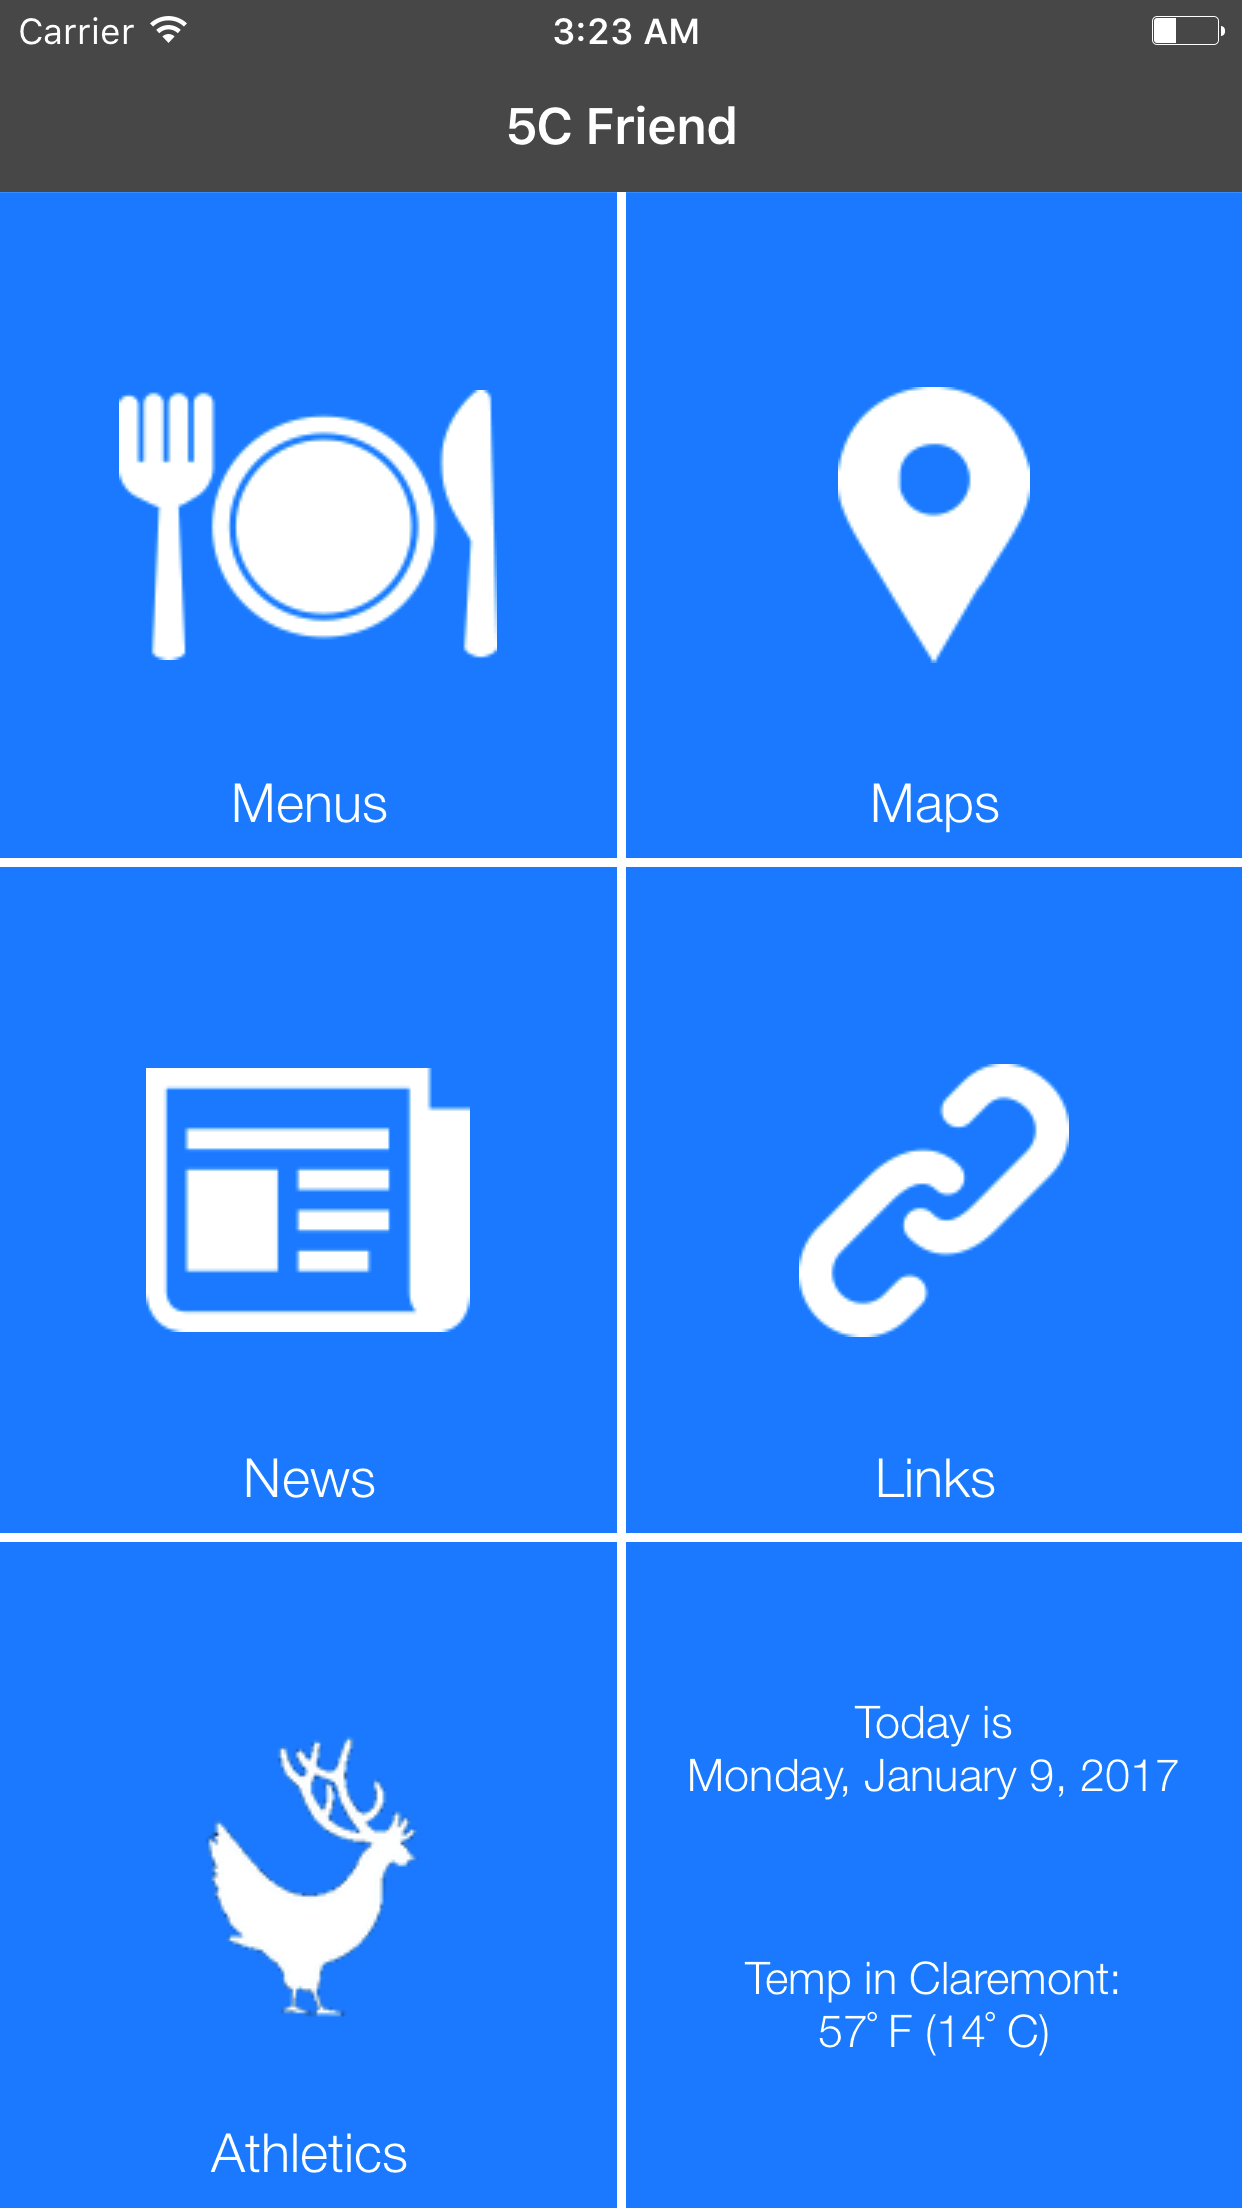 Carrier
3:23 AM
5C Friend
Menus
Maps
News
Links
Athletics
Today is
Monday, January 9, 2017
Temp in Claremont:
57° F (14° C)